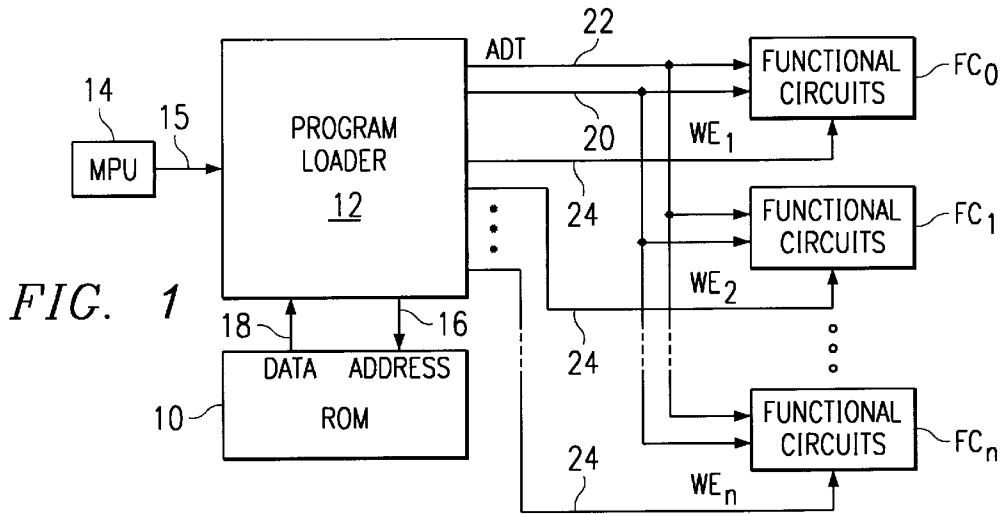 22
ADT
FUNCTIONAL
CIRCUITS
FC0
14
15
MPU
PROGRAM
LOADER
12
20
WE1
24
FUNCTIONAL
CIRCUITS
FC1
FIG. 1
WE2
18
16
24
DATA ADDRESS
ROM
10
FUNCTIONAL
CIRCUITS
FCn
24
WEn